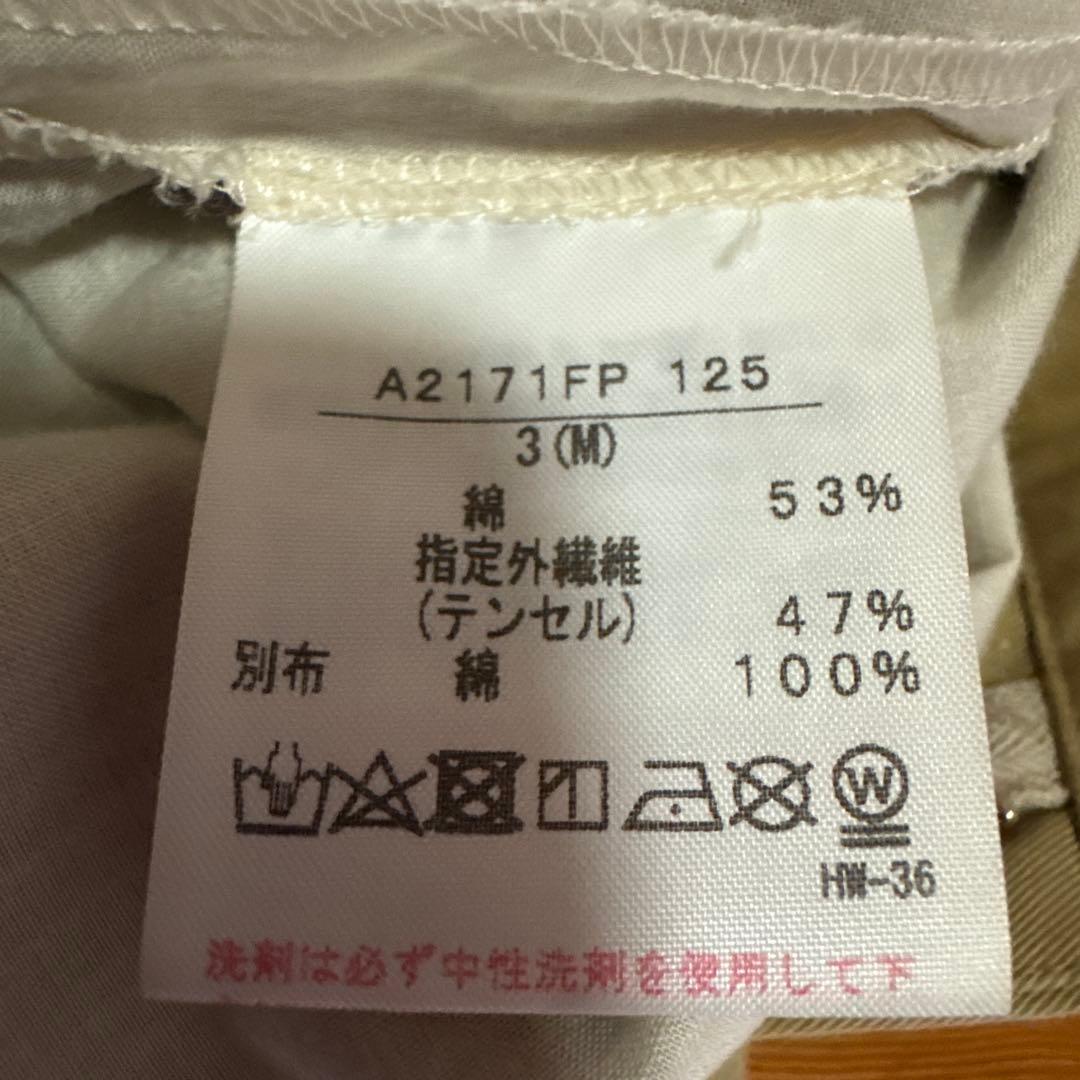 A2171FP 125
3(M)
綿 53%
指定外繊維
(テンセル) 47%
別布 綿 100%
W
HW-36
洗剤は必ず中性洗剤を使用して下